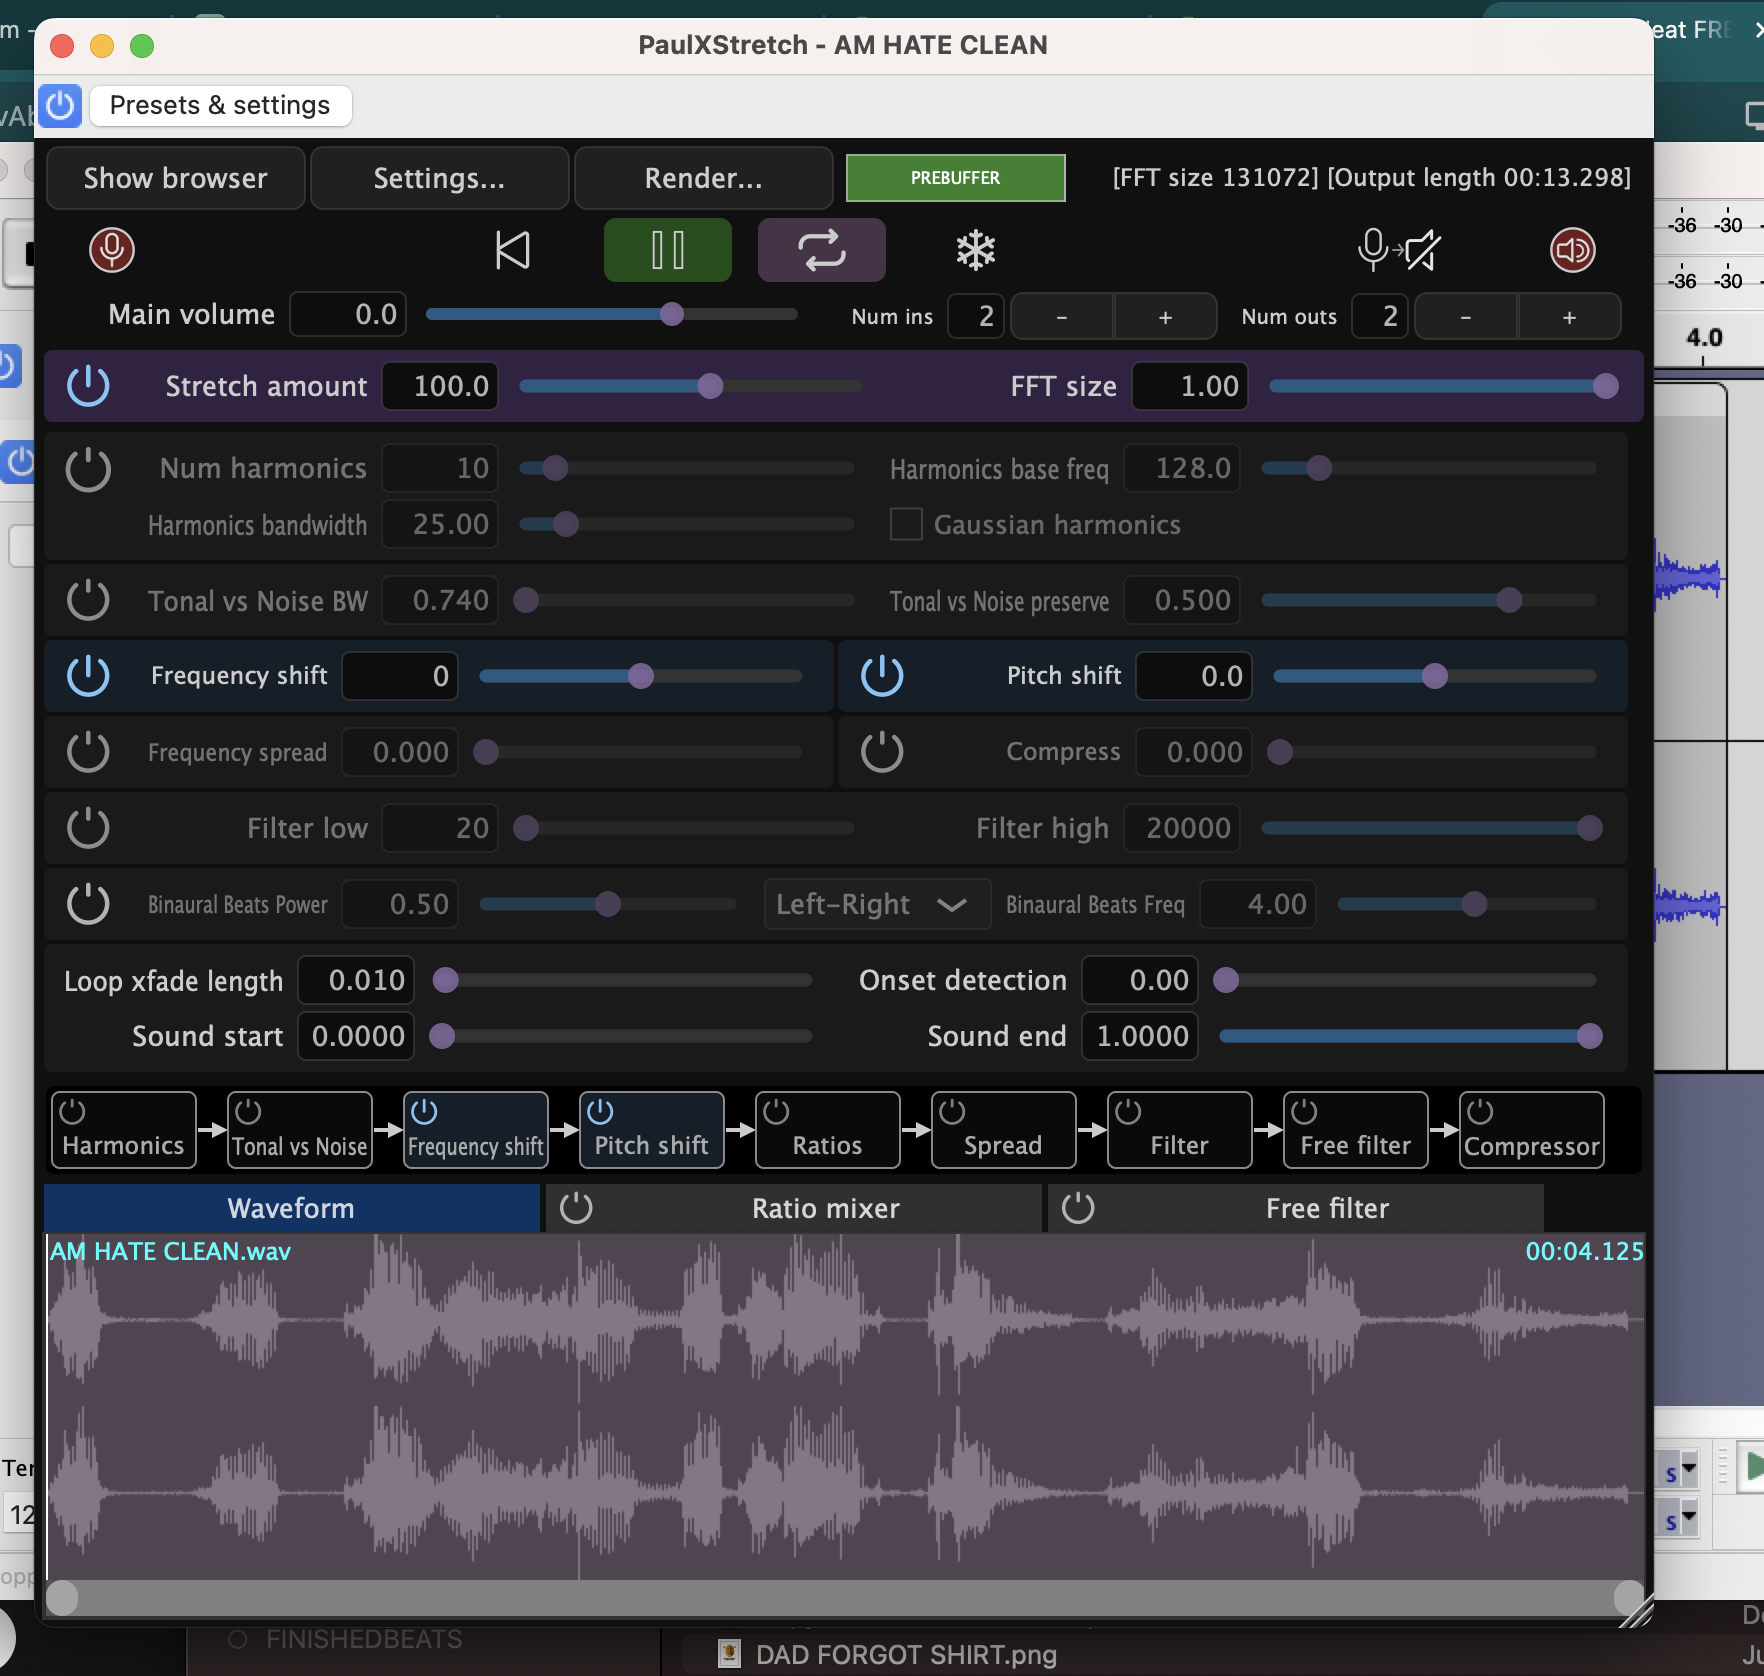 PaulXStretch - AM HATE CLEAN
eat FRE
Presets & settings
Show browser
Settings...
Render...
PREBUFFER
[FFT size 131072] [Output length 00:13.298]
-36 -30
-36 -30
Main volume 0.0
Num ins 2 - +
Num outs 2 - +
4.0
Stretch amount 100.0
FFT size 1.00
Num harmonics 10
Harmonics base freq 128.0
Harmonics bandwidth 25.00
Gaussian harmonics
Tonal vs Noise BW 0.740
Tonal vs Noise preserve 0.500
Frequency shift 0
Pitch shift 0.0
Frequency spread 0.000
Compress 0.000
Filter low 20
Filter high 20000
Binaural Beats Power 0.50
Left-Right
Binaural Beats Freq 4.00
Loop xfade length 0.010
Onset detection 0.00
Sound start 0.0000
Sound end 1.0000
Harmonics
Tonal vs Noise
Frequency shift
Pitch shift
Ratios
Spread
Filter
Free filter
Compressor
Waveform
Ratio mixer
Free filter
AM HATE CLEAN.wav
00:04.125
Ter
12
s
s
opp
FINISHEDBEATS
DAD FORGOT SHIRT.png